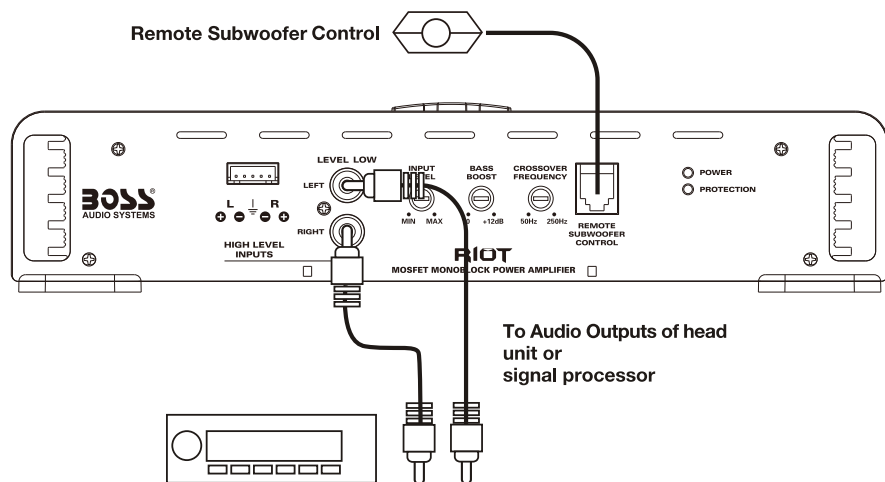 Remote Subwoofer Control
BOSS®
AUDIO SYSTEMS
L R
HIGH LEVEL
INPUTS
LEVEL LOW
LEFT
RIGHT
INPUT
MIN MAX
BASS
BOOST
+12dB
CROSSOVER
FREQUENCY
50Hz 250Hz
REMOTE
SUBWOOFER
CONTROL
POWER
PROTECTION
RIOT
MOSFET MONOBLOCK POWER AMPLIFIER
To Audio Outputs of head
unit or
signal processor